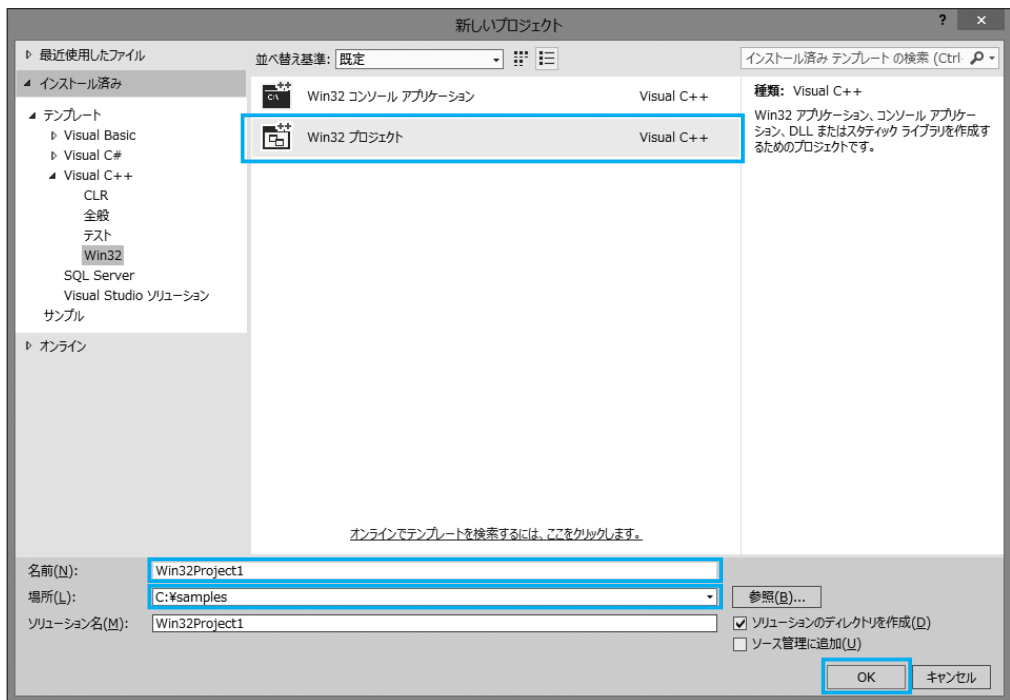 新しいプロジェクト
? ×
最近使用したファイル
インストール済み
テンプレート
Visual Basic
Visual C#
Visual C++
CLR
全般
テスト
Win32
SQL Server
Visual Studio ソリューション
サンプル
オンライン
並べ替え基準: 既定
Win32 コンソール アプリケーション Visual C++
Win32 プロジェクト Visual C++
オンラインでテンプレートを検索するには、ここをクリックします。
インストール済み テンプレート の検索 (Ctrl
種類: Visual C++
Win32 アプリケーション、コンソール アプリケー
ション、DLL またはスタティック ライブラリを作成す
るためのプロジェクトです。
名前(N): Win32Project1
場所(L): C:¥samples 参照(B)...
ソリューション名(M): Win32Project1
ソリューションのディレクトリを作成(D)
ソース管理に追加(U)
OK キャンセル